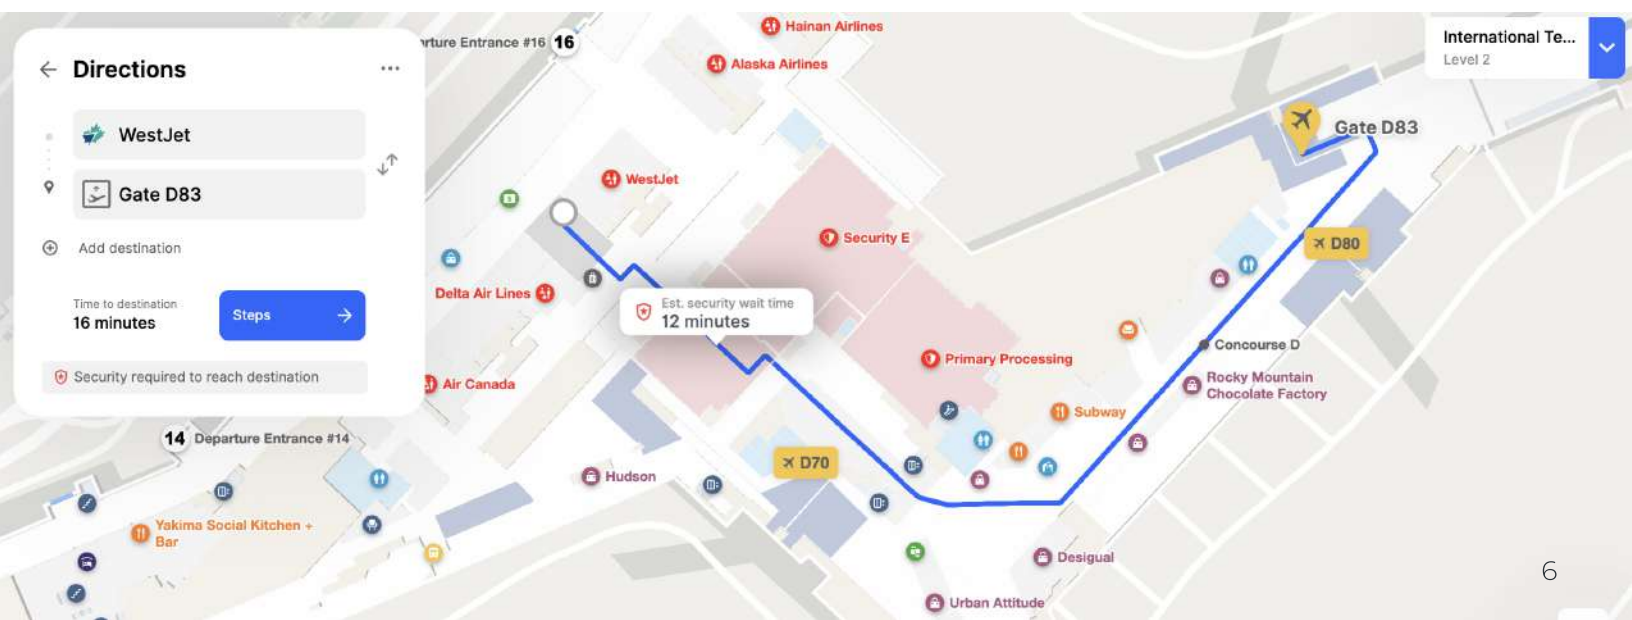 Directions
WestJet
Gate D83
Add destination
Time to destination
16 minutes
Steps
Security required to reach destination
Entrance #16 16
Hainan Airlines
Alaska Airlines
International Te...
Level 2
Gate D83
WestJet
Security E
D80
Delta Air Lines
Est. security wait time
12 minutes
Concourse D
Primary Processing
Rocky Mountain
Chocolate Factory
Air Canada
Subway
14 Departure Entrance #14
D70
Hudson
Yakima Social Kitchen +
Bar
Desigual
Urban Attitude
6